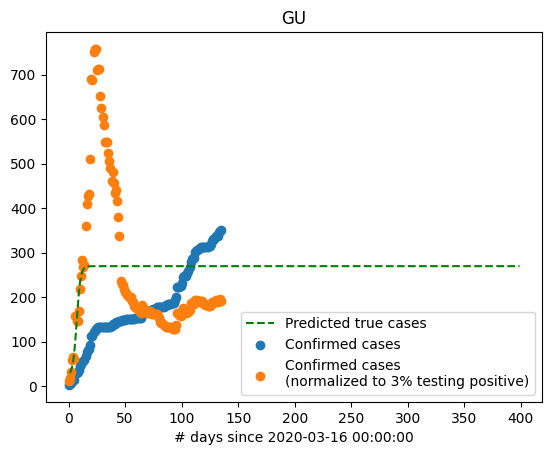 GU
700
600
500
400
300
200
100
0
Predicted true cases
Confirmed cases
Confirmed cases
(normalized to 3% testing positive)
0 50 100 150 200 250 300 350 400
# days since 2020-03-16 00:00:00